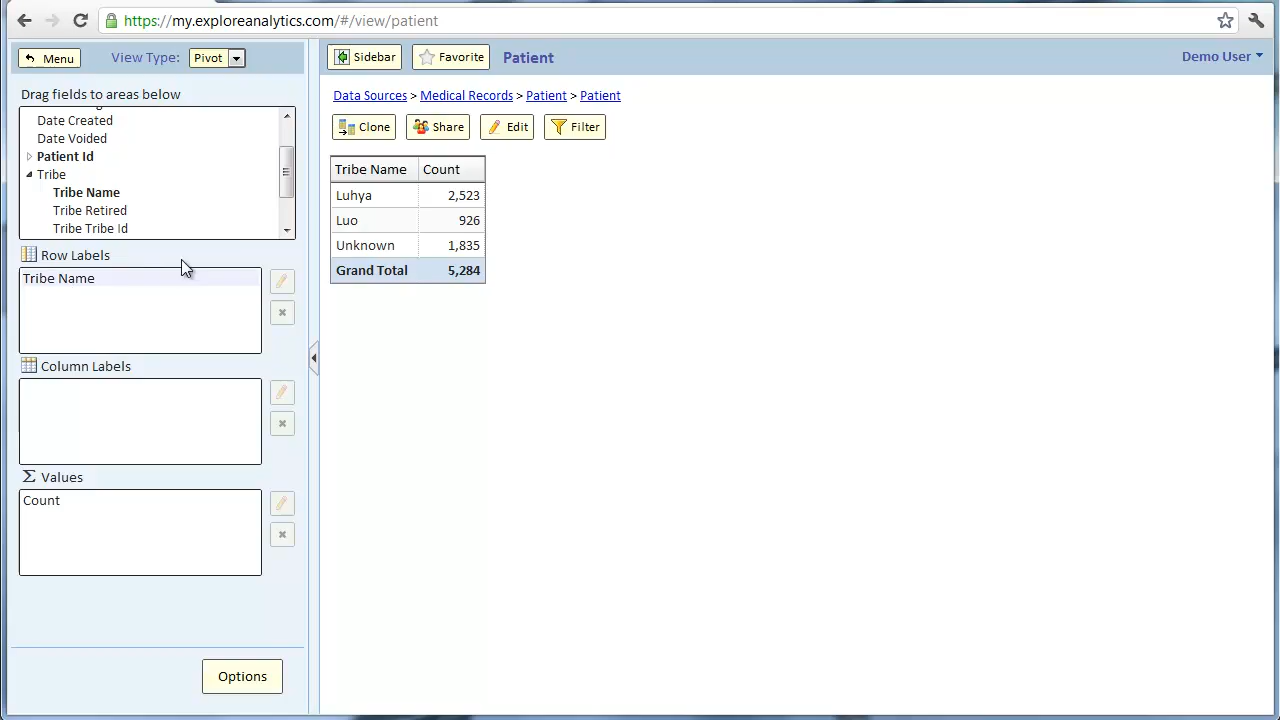 https://my.exploreanalytics.com/#/view/patient
Menu
View Type:
Pivot
Sidebar
Favorite
Patient
Demo User
Drag fields to areas below
Date Created
Date Voided
Patient Id
Tribe
Tribe Name
Tribe Retired
Tribe Tribe Id
Row Labels
Tribe Name
Column Labels
Σ Values
Count
Options
Data Sources > Medical Records > Patient > Patient
Clone
Share
Edit
Filter
Tribe Name Count
Luhya 2,523
Luo 926
Unknown 1,835
Grand Total 5,284